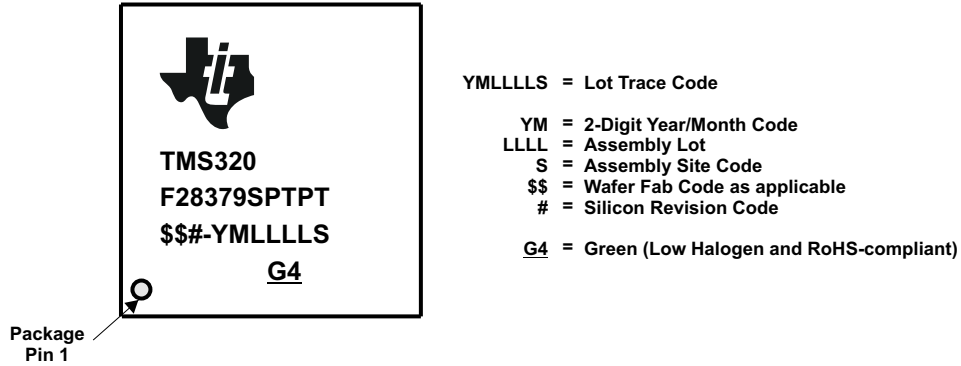 TMS320
F28379SPTPT
$$#-YMLLLLS
G4
Package
Pin 1
YMLLLLS = Lot Trace Code
YM = 2-Digit Year/Month Code
LLLL = Assembly Lot
S = Assembly Site Code
$$ = Wafer Fab Code as applicable
# = Silicon Revision Code
G4 = Green (Low Halogen and RoHS-compliant)